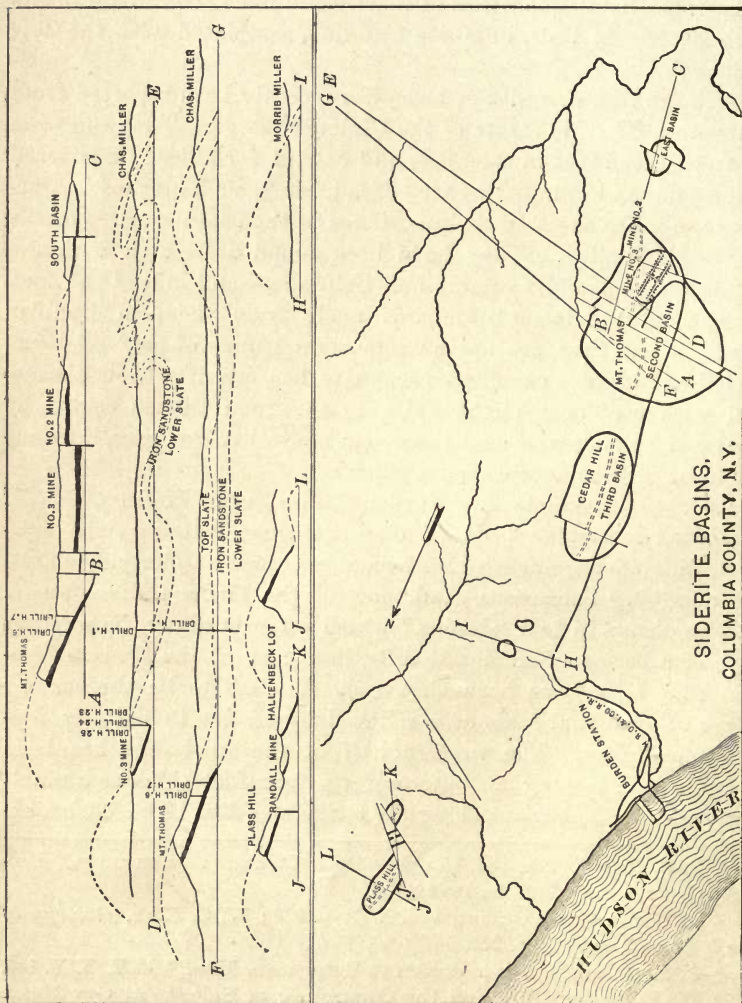 SOUTH BASIN
C
NO.2 MINE
NO.3 MINE
B
DRILL H.7
DRILL H.6
MT. THOMAS
CHAS. MILLER
E
IRON SANDSTONE
LOWER SLATE
DRILL H.1
A
DRILL H.23
DRILL H.24
DRILL H.25
NO.3 MINE
D
G
CHAS. MILLER
TOP SLATE
IRON SANDSTONE
LOWER SLATE
DRILL H.7
DRILL H.6
MT. THOMAS
F
I
MORRIB MILLER
H
L
J
K
HALLENBECK LOT
RANDALL MINE
PLASS HILL
J
G E
C
EAST BASIN
MINE NO.2
MINE NO.3
MT. THOMAS
SECOND BASIN
B
D
A
F
CEDAR HILL
THIRD BASIN
N
I
H
BURDEN STATION
K
L
PLASS HILL
J
J
HUDSON RIVER
SIDERITE BASINS.
COLUMBIA COUNTY, N.Y.